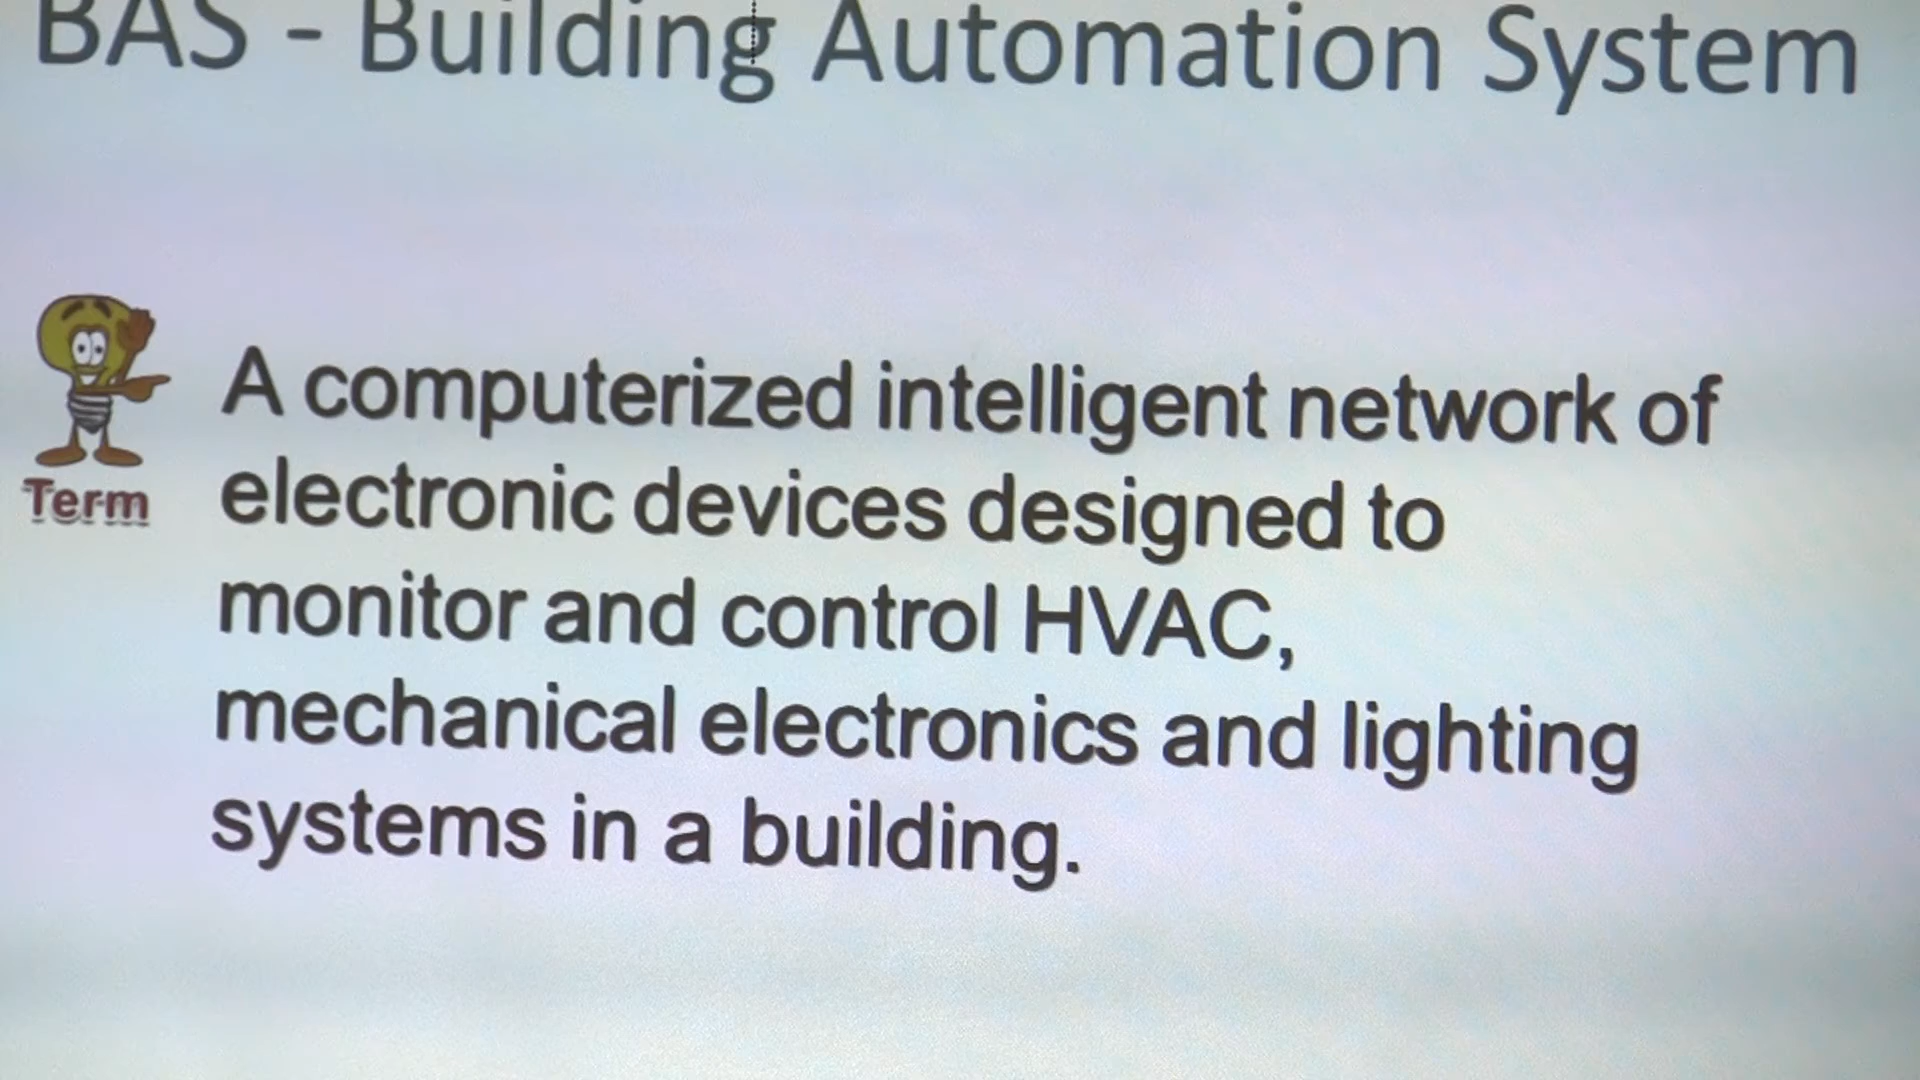 BAS - Building Automation System
A computerized intelligent network of
electronic devices designed to
monitor and control HVAC,
mechanical electronics and lighting
systems in a building.
Term